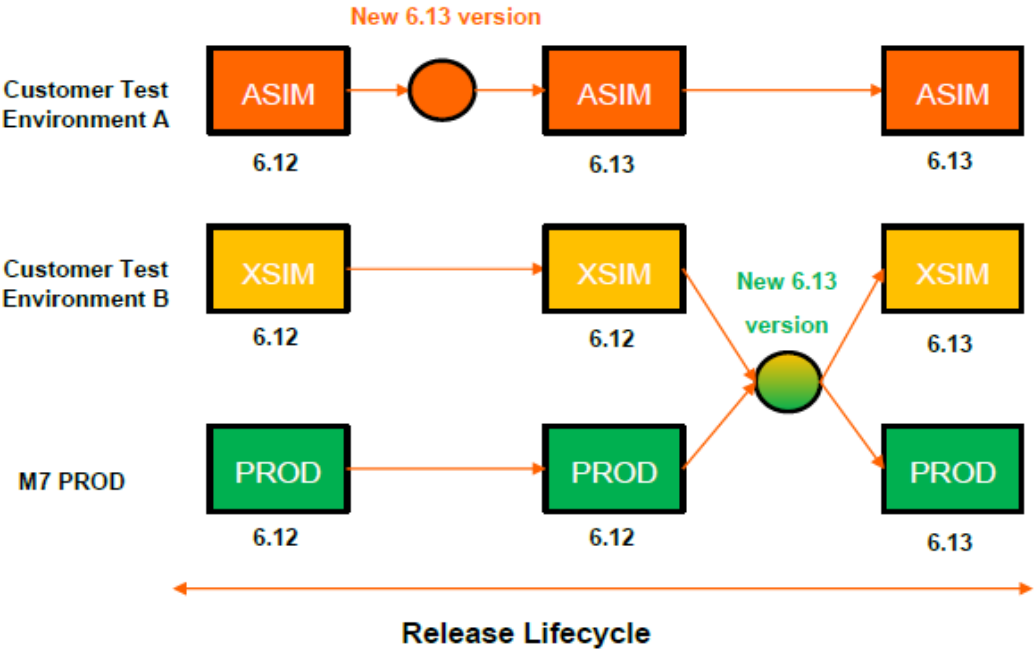 New 6.13 version
Customer Test
Environment A
ASIM
ASIM
ASIM
6.12
6.13
6.13
Customer Test
Environment B
XSIM
XSIM
New 6.13
version
XSIM
6.12
6.12
6.13
M7 PROD
PROD
PROD
PROD
6.12
6.12
6.13
Release Lifecycle